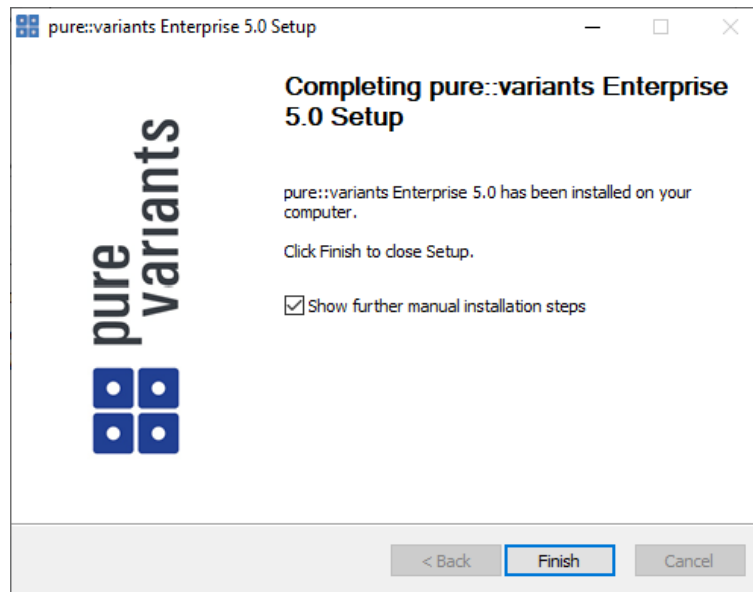 pure::variants Enterprise 5.0 Setup
Completing pure::variants Enterprise
5.0 Setup
pure::variants Enterprise 5.0 has been installed on your
computer.
Click Finish to close Setup.
Show further manual installation steps
pure
variants
< Back
Finish
Cancel